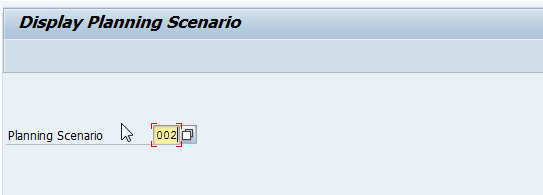 Display Planning Scenario
Planning Scenario 002